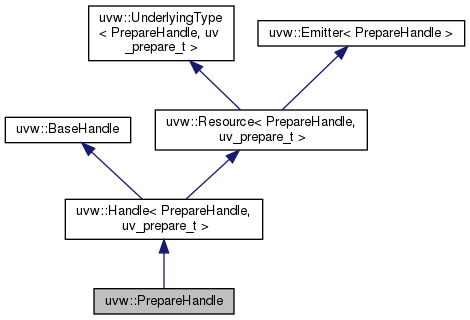 uvw::UnderlyingType
< PrepareHandle, uv
_prepare_t >
uvw::Emitter< PrepareHandle >
uvw::BaseHandle
uvw::Resource< PrepareHandle,
uv_prepare_t >
uvw::Handle< PrepareHandle,
uv_prepare_t >
uvw::PrepareHandle